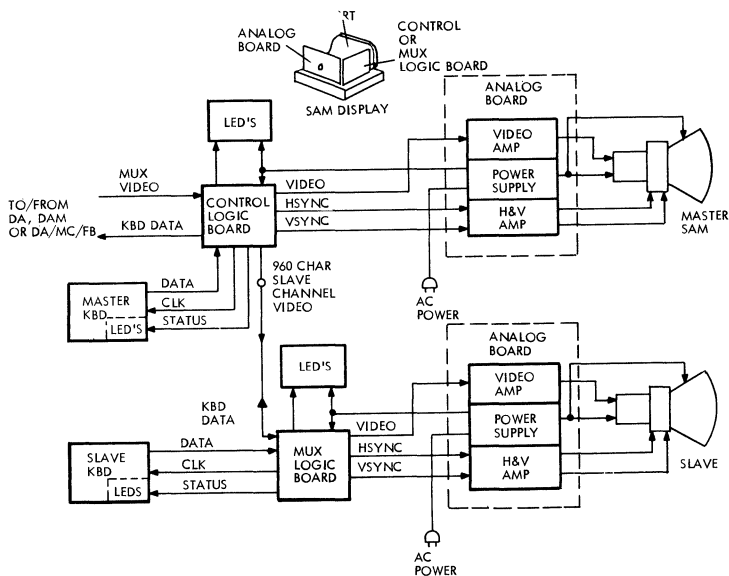 RT
ANALOG
BOARD
CONTROL
OR
MUX
LOGIC BOARD
SAM DISPLAY
LED'S
ANALOG
BOARD
VIDEO
AMP
POWER
SUPPLY
H&V
AMP
MASTER
SAM
MUX
VIDEO
TO/FROM
DA, DAM
OR DA/MC/FB
KBD DATA
CONTROL
LOGIC
BOARD
VIDEO
HSYNC
VSYNC
AC
POWER
960 CHAR
SLAVE
CHANNEL
VIDEO
MASTER
KBD
LED'S
DATA
CLK
STATUS
LED'S
ANALOG
BOARD
VIDEO
AMP
POWER
SUPPLY
H&V
AMP
SLAVE
KBD
DATA
SLAVE
KBD
LEDS
DATA
CLK
STATUS
MUX
LOGIC
BOARD
VIDEO
HSYNC
VSYNC
AC
POWER